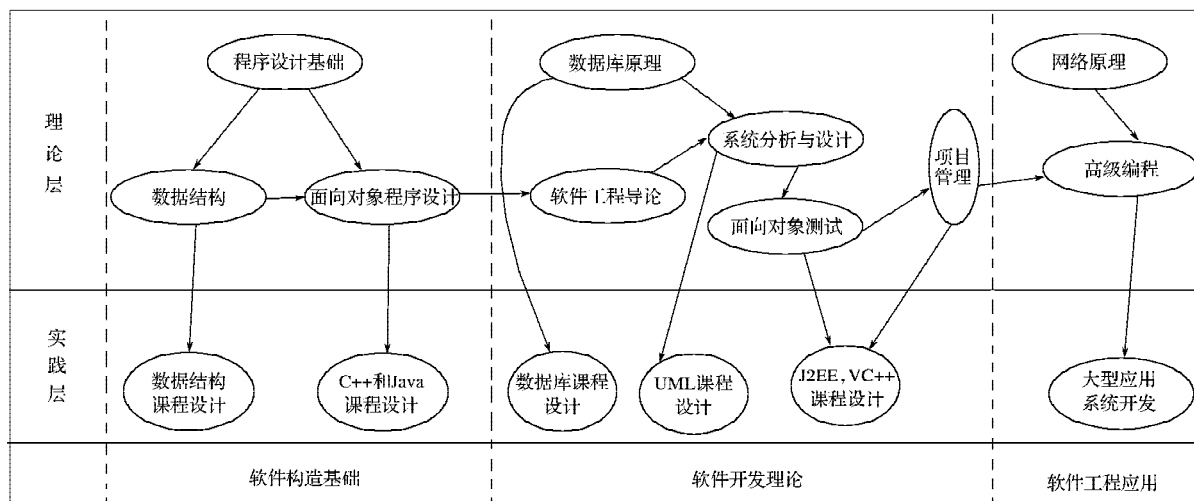 理
论
层
程序设计基础
数据库原理
网络原理
系统分析与设计
项目
管理
高级编程
数据结构
面向对象程序设计
软件工程导论
面向对象测试
实
践
层
数据结构
课程设计
C++和Java
课程设计
数据库课程
设计
UML课程
设计
J2EE,VC++
课程设计
大型应用
系统开发
软件构造基础
软件开发理论
软件工程应用